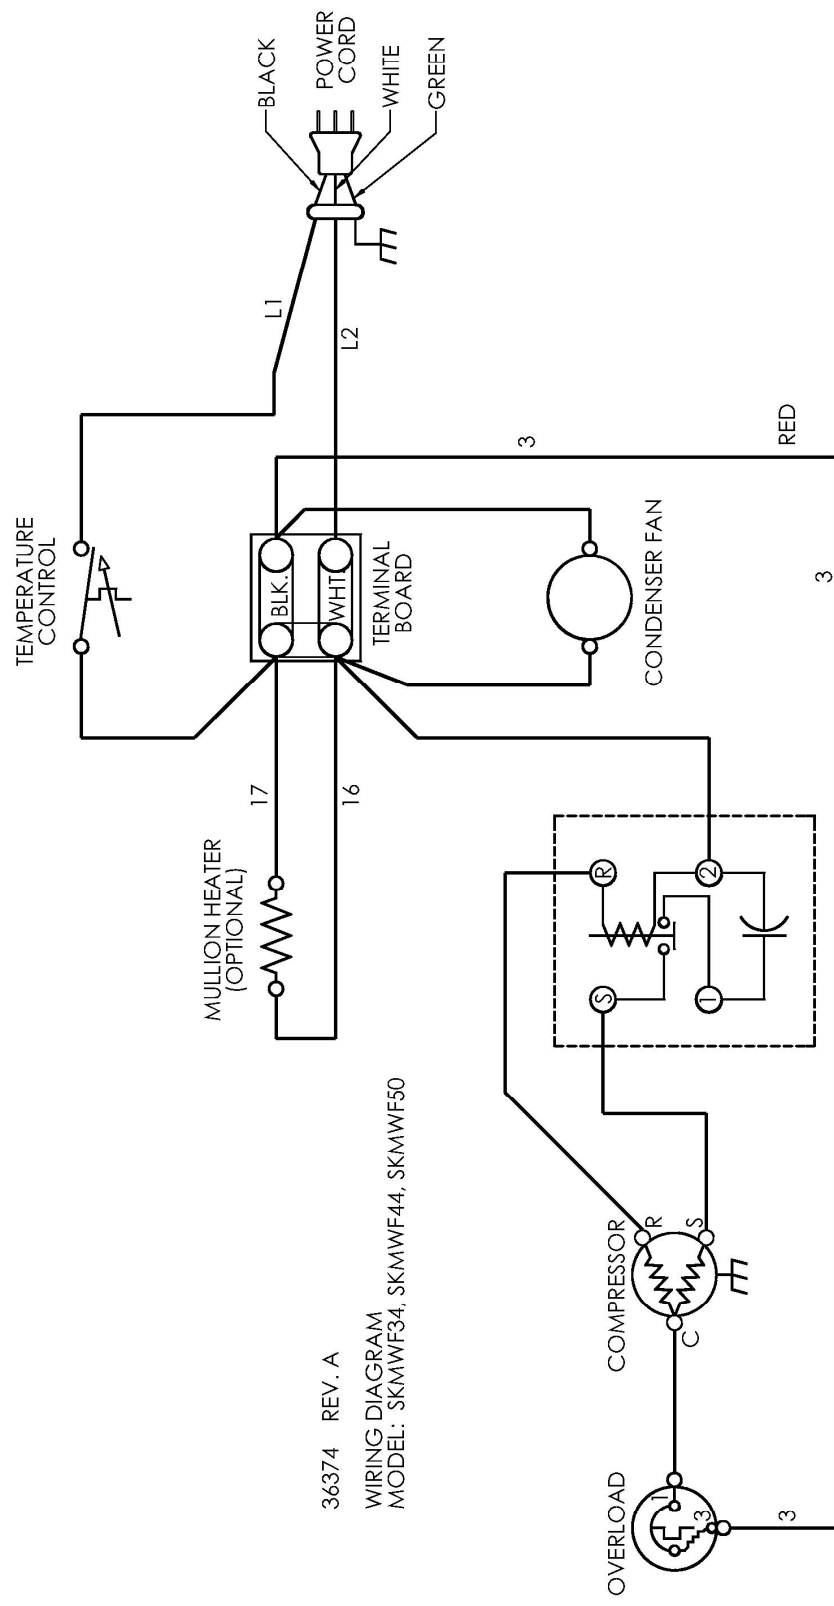 TEMPERATURE
CONTROL
MULLION HEATER
(OPTIONAL)
17
16
BLK.
WHT.
TERMINAL
BOARD
L1
L2
BLACK
POWER
CORD
WHITE
GREEN
36374 REV. A
WIRING DIAGRAM
MODEL: SKMWF34, SKMWF44, SKMWF50
3
RED
CONDENSER FAN
OVERLOAD
1
3
3
COMPRESSOR
C
R
S
S
R
1
2
3